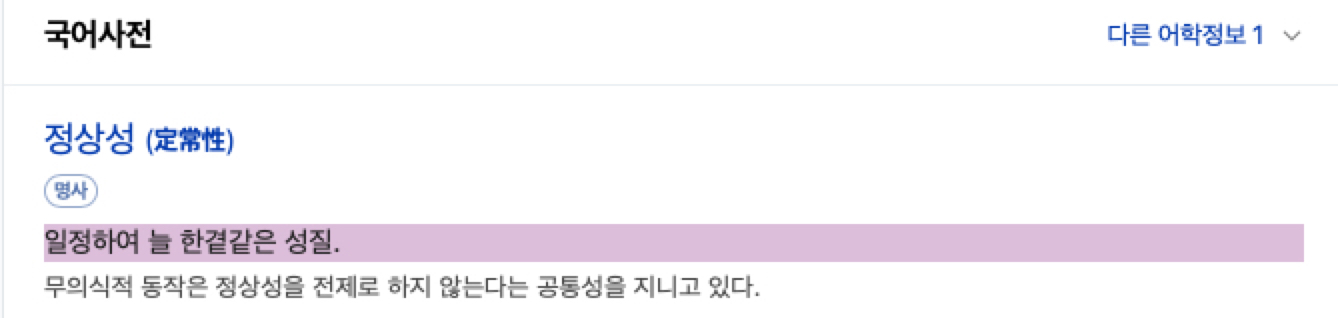 국어사전
다른 어학정보 1
정상성 (定常性)
명사
일정하여 늘 한결같은 성질.
무의식적 동작은 정상성을 전제로 하지 않는다는 공통성을 지니고 있다.